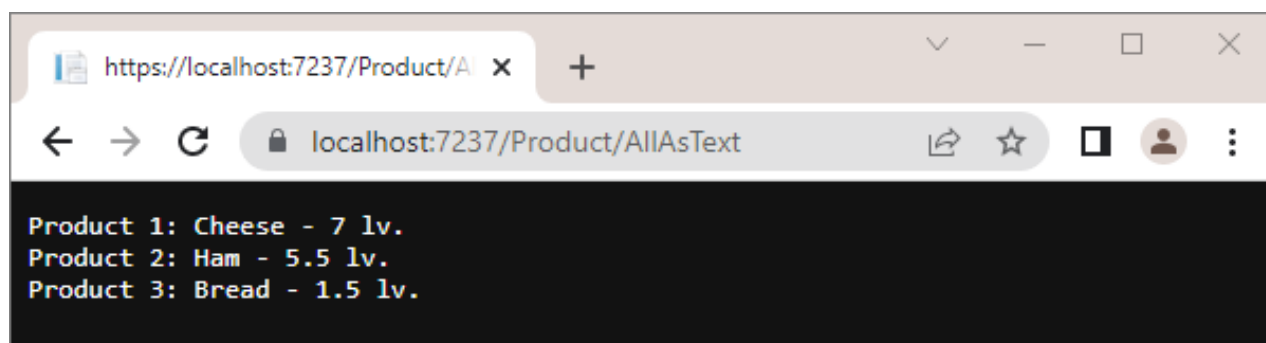 https://localhost:7237/Product/A
localhost:7237/Product/AllAsText
Product 1: Cheese - 7 lv.
Product 2: Ham - 5.5 lv.
Product 3: Bread - 1.5 lv.